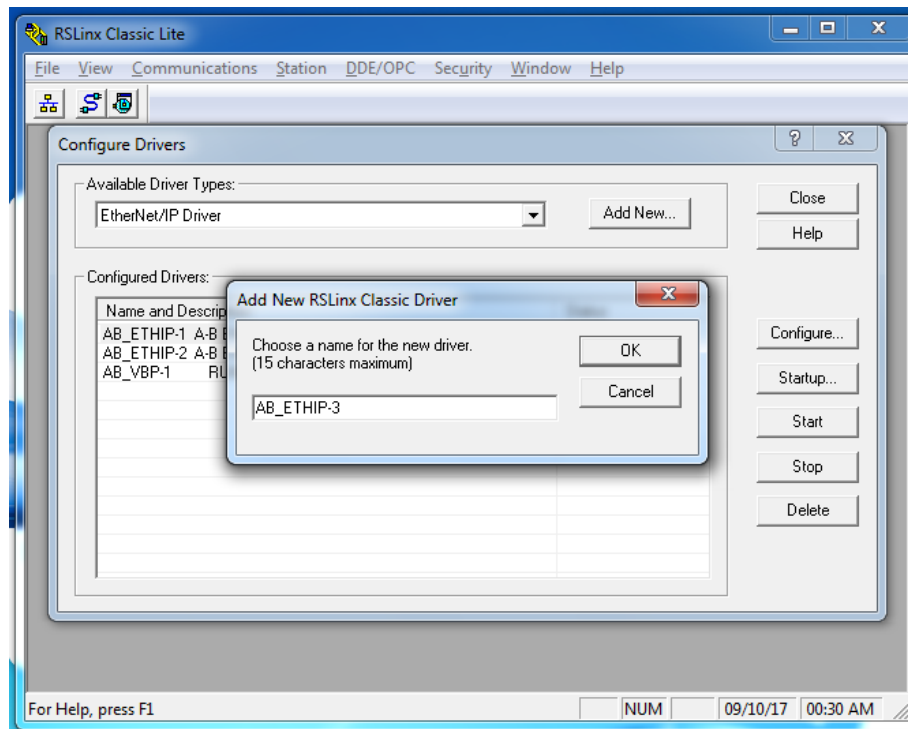 RSLinx Classic Lite
File View Communications Station DDE/OPC Security Window Help
Configure Drivers
Available Driver Types:
EtherNet/IP Driver
Add New...
Close
Help
Configured Drivers:
Name and Descrip
AB_ETHIP-1 A-B E
AB_ETHIP-2 A-B E
AB_VBP-1 RU
Add New RSLinx Classic Driver
Choose a name for the new driver.
(15 characters maximum)
AB_ETHIP-3
OK
Cancel
Configure...
Startup...
Start
Stop
Delete
For Help, press F1
NUM
09/10/17
00:30 AM